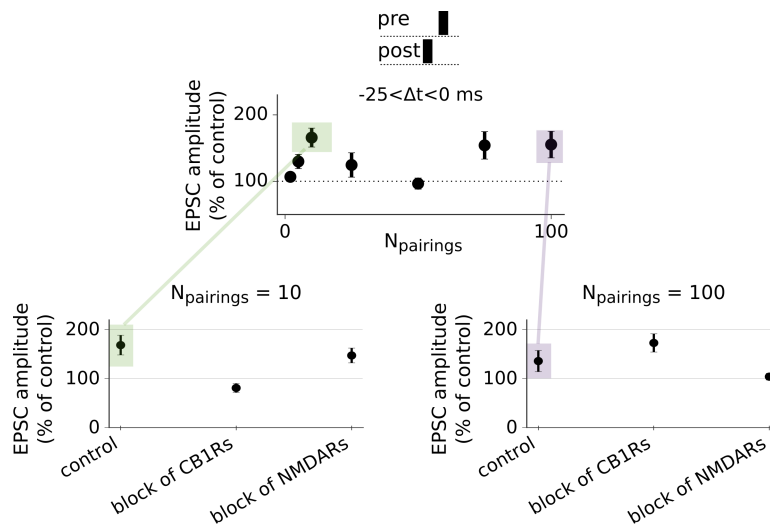 pre
post
-25<Δt<0 ms
EPSC amplitude
(% of control)
200
100
0
100
Npairings
Npairings = 10
EPSC amplitude
(% of control)
200
100
0
control
block of CB1Rs
block of NMDARs
Npairings = 100
EPSC amplitude
(% of control)
200
100
0
control
block of CB1Rs
block of NMDARs